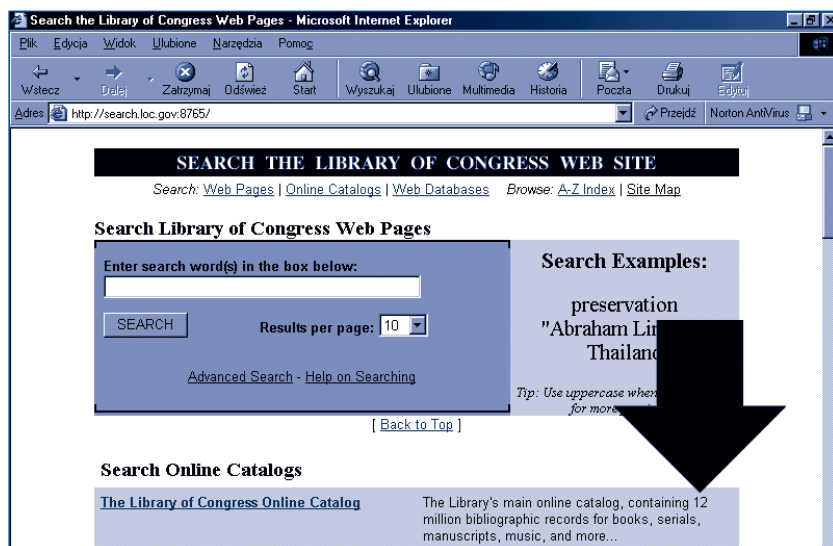 Search the Library of Congress Web Pages - Microsoft Internet Explorer
Plik Edycja Widok Ulubione Narzędzia Pomoc
Wstecz Dalej Zatrzymaj Odśwież Start Wyszukaj Ulubione Multimedia Historia Poczta Drukuj Edytuj
Adres http://search.loc.gov:8765/ Przejdź Norton AntiVirus
SEARCH THE LIBRARY OF CONGRESS WEB SITE
Search: Web Pages | Online Catalogs | Web Databases Browse: A-Z Index | Site Map
Search Library of Congress Web Pages
Enter search word(s) in the box below:
SEARCH Results per page: 10
Advanced Search - Help on Searching
Search Examples:
preservation
"Abraham
Thailand
Tip: Use uppercase when
for more
[ Back to Top ]
Search Online Catalogs
The Library of Congress Online Catalog
The Library's main online catalog, containing 12
million bibliographic records for books, serials,
manuscripts, music, and more...